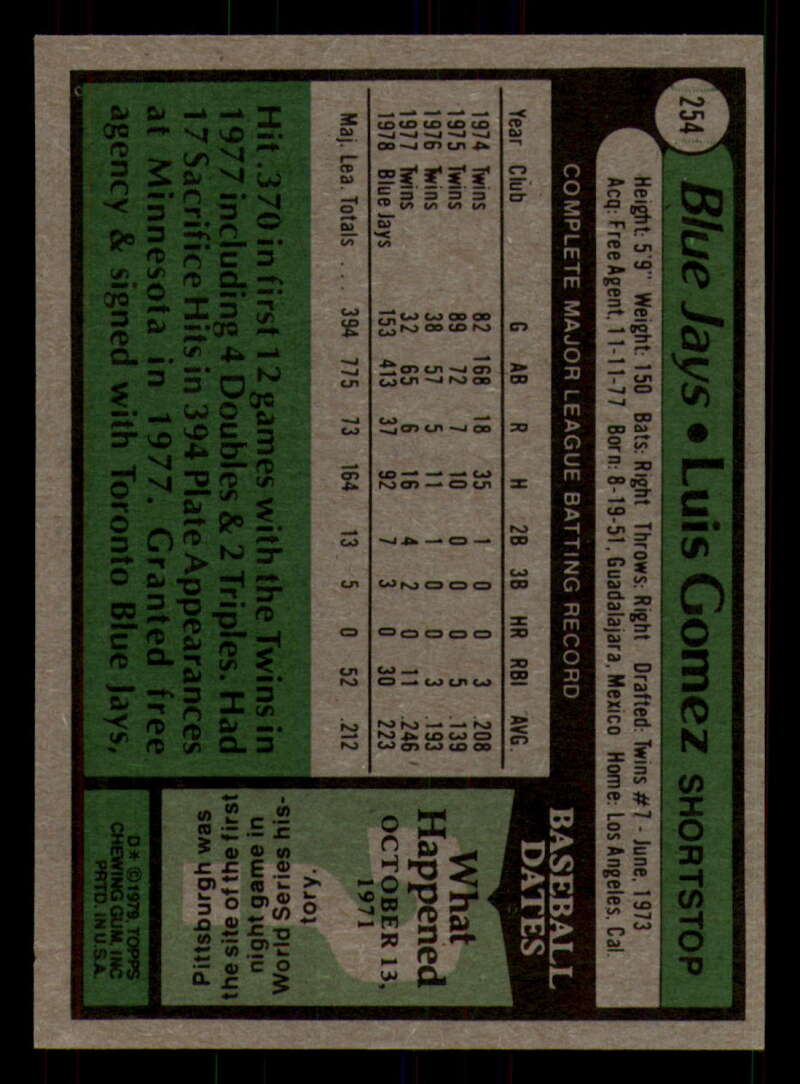 254
Blue Jays • Luis Gomez SHORTSTOP
Height: 5'9" Weight: 150 Bats: Right Throws: Right Drafted: Twins #7 - June, 1973
Acq: Free Agent, 11-11-77 Born: 8-19-51, Guadalajara, Mexico Home: Los Angeles, Cal.
COMPLETE MAJOR LEAGUE BATTING RECORD
Year Club G AB R H 2B 3B HR RBI AVG.
1974 Twins 82 168 18 35 1 0 0 3 .208
1975 Twins 89 72 7 10 0 0 0 5 .139
1976 Twins 38 57 5 11 1 0 0 3 .193
1977 Twins 32 65 6 16 4 2 0 11 .246
1978 Blue Jays 153 413 37 92 7 3 0 30 .223
Maj. Lea. Totals . . . . 394 775 73 164 13 5 0 52 .212
Hit .370 in first 12 games with the Twins in
1977 including 4 Doubles & 2 Triples. Had
17 Sacrifice Hits in 394 Plate Appearances
at Minnesota in 1977. Granted free
agency & signed with Toronto Blue Jays,
BASEBALL
DATES
What
Happened
OCTOBER 13,
1971
Pittsburgh was
the site of the first
night game in
World Series his-
tory.
D* © 1979, TOPPS
CHEWING GUM, INC
PRTD. IN U.S.A.